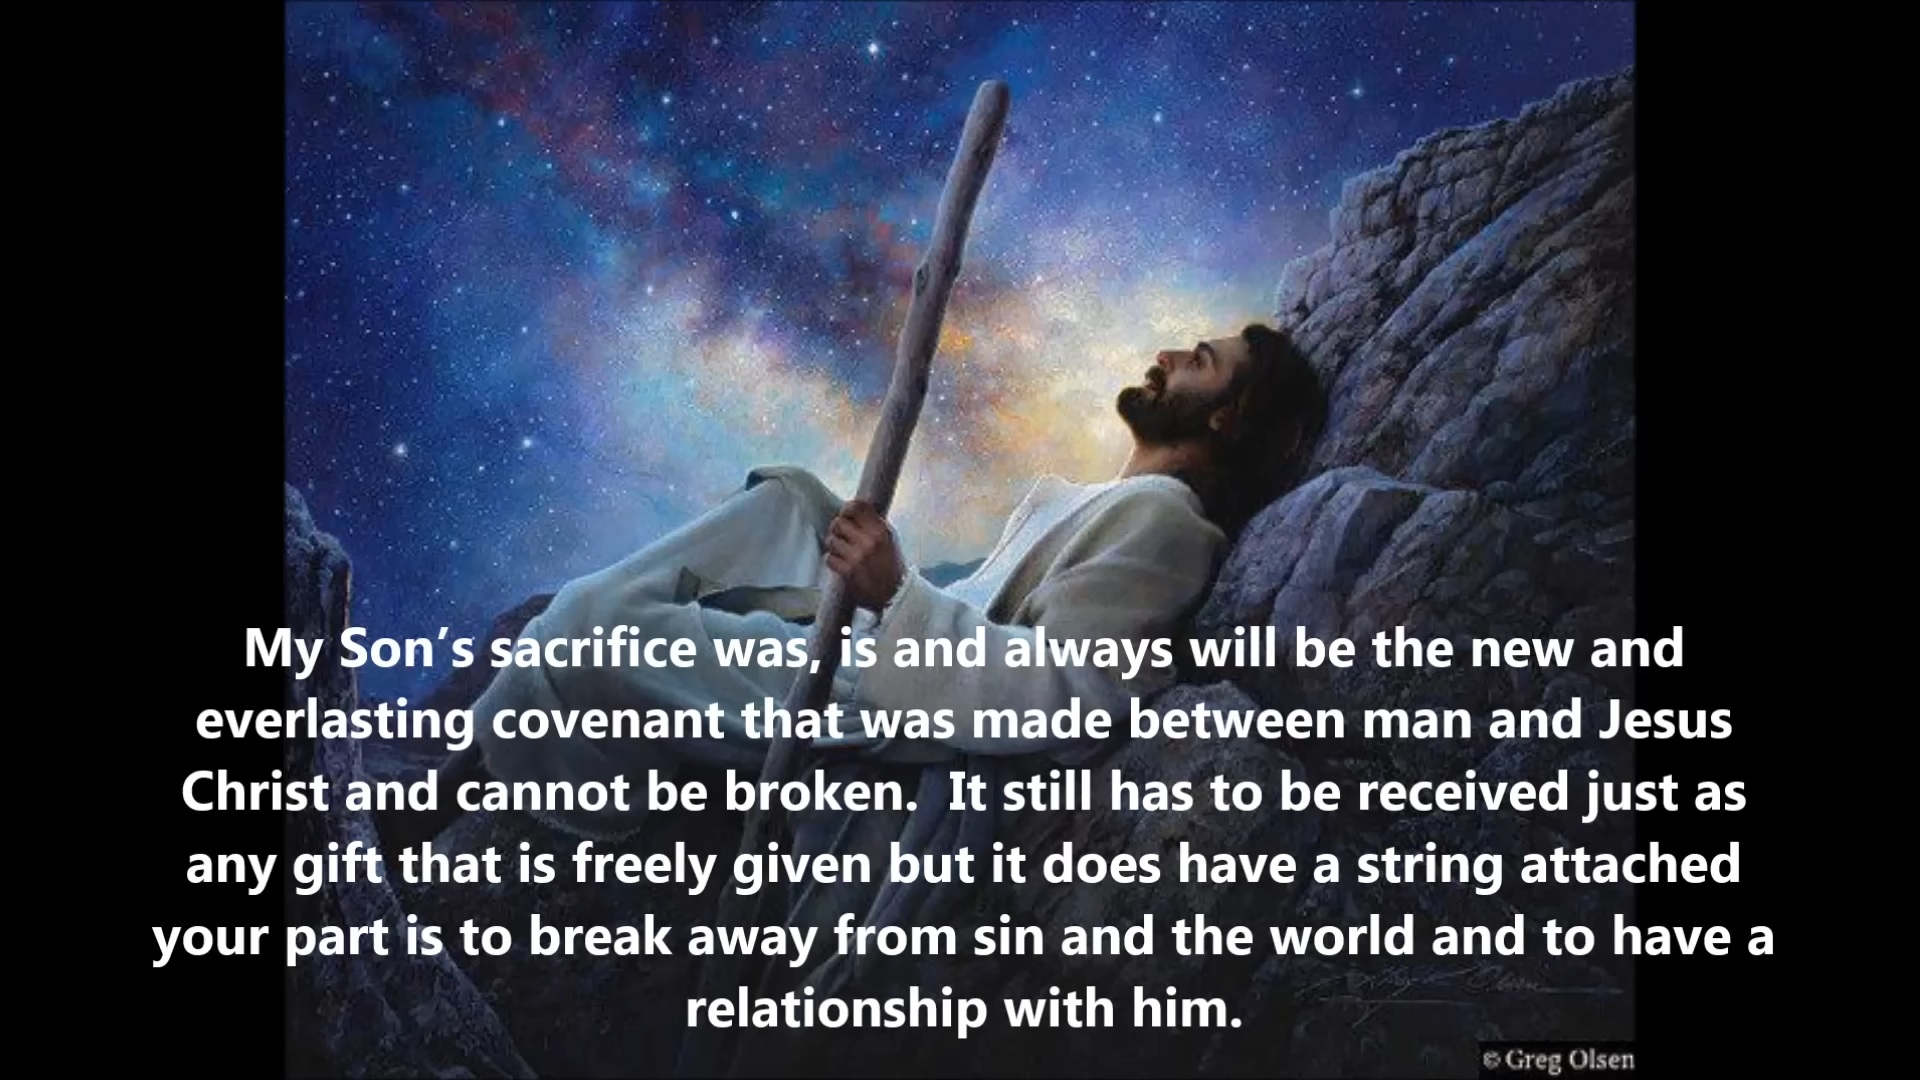 My Son’s sacrifice was, is and always will be the new and
everlasting covenant that was made between man and Jesus
Christ and cannot be broken.  It still has to be received just as
any gift that is freely given but it does have a string attached
your part is to break away from sin and the world and to have a
relationship with him.
© Greg Olsen